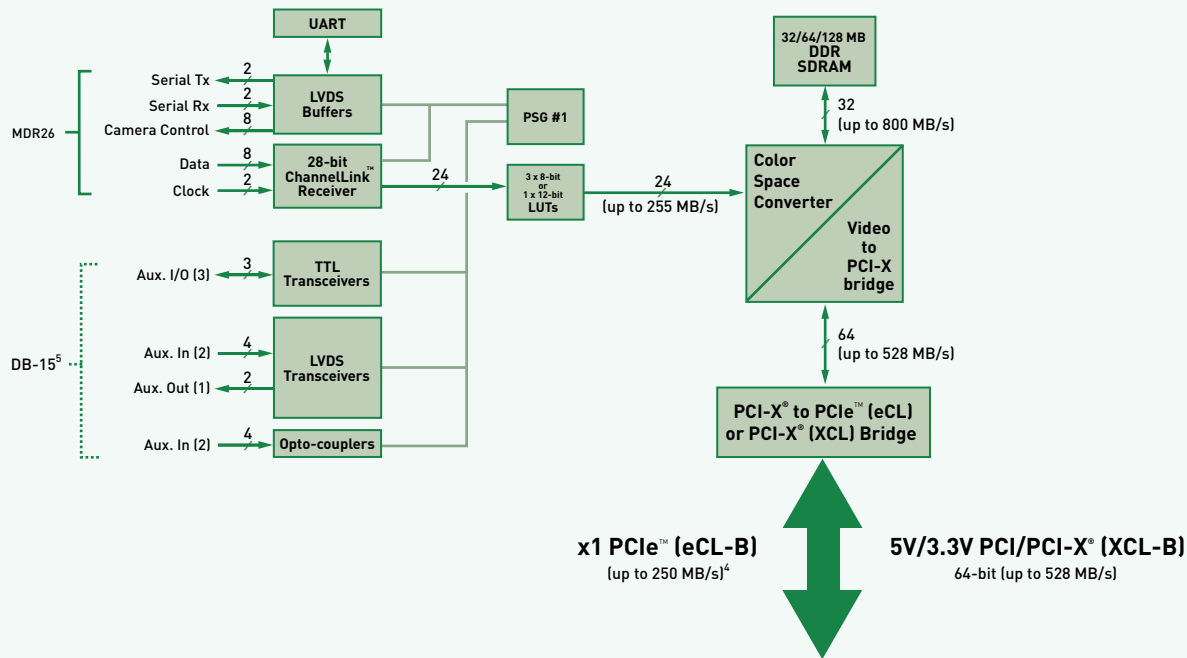 UART
32/64/128 MB
DDR
SDRAM
MDR26
Serial Tx
2
Serial Rx
2
Camera Control
8
LVDS
Buffers
PSG #1
32
(up to 800 MB/s)
Data
8
Clock
2
28-bit
ChannelLink™
Receiver
24
3 x 8-bit
or
1 x 12-bit
LUTs
24
(up to 255 MB/s)
Color
Space
Converter
Video
to
PCI-X
bridge
DB-15⁵
Aux. I/O (3)
3
TTL
Transceivers
Aux. In (2)
4
Aux. Out (1)
2
LVDS
Transceivers
64
(up to 528 MB/s)
Aux. In (2)
4
Opto-couplers
PCI-X® to PCIe™ (eCL)
or PCI-X® (XCL) Bridge
x1 PCIe™ (eCL-B)
(up to 250 MB/s)⁴
5V/3.3V PCI/PCI-X® (XCL-B)
64-bit (up to 528 MB/s)